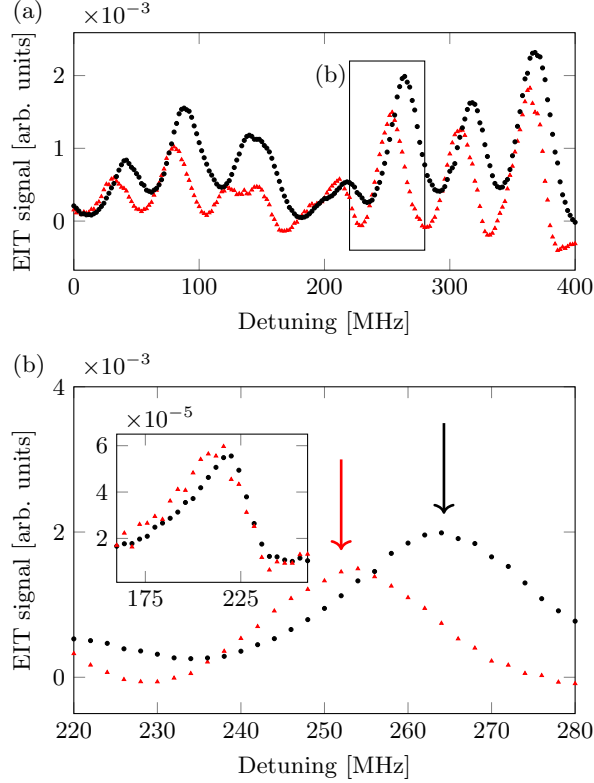 (a)
×10⁻³
EIT signal [arb. units]
2
1
0
(b)
0 100 200 300 400
Detuning [MHz]
(b)
×10⁻³
EIT signal [arb. units]
4
2
0
×10⁻⁵
6
4
2
175 225
220 230 240 250 260 270 280
Detuning [MHz]